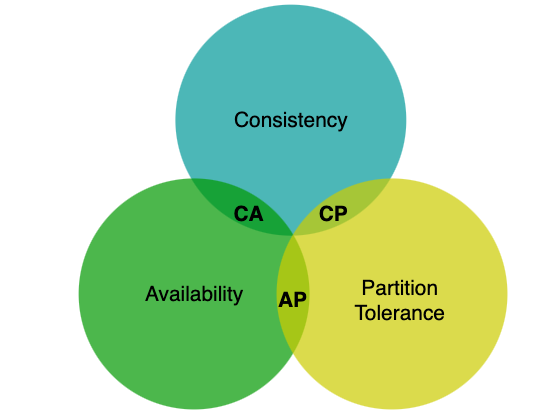 Consistency
CA
CP
Availability
AP
Partition
Tolerance